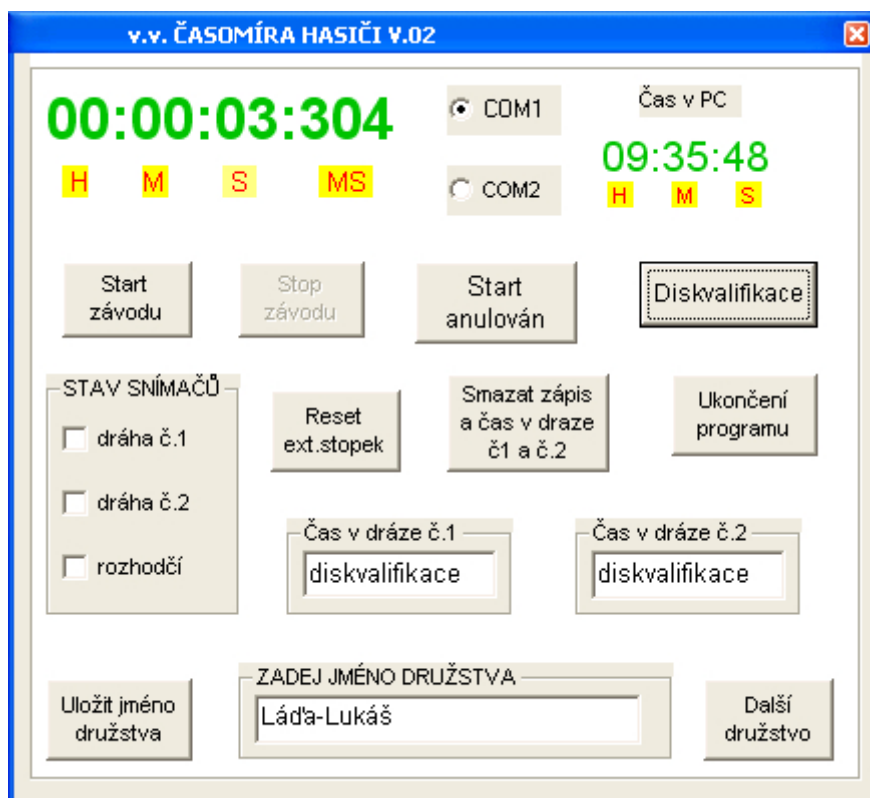 v.v. ČASOMÍRA HASIČI V.02
00:00:03:304
H M S MS
COM1
COM2
Čas v PC
09:35:48
H M S
Start
závodu
Stop
závodu
Start
anulován
Diskvalifikace
STAV SNÍMAČŮ
dráha č.1
dráha č.2
rozhodčí
Reset
ext.stopek
Smazat zápis
a čas v draze
č1 a č.2
Ukončení
programu
Čas v dráze č.1
diskvalifikace
Čas v dráze č.2
diskvalifikace
Uložit jméno
družstva
ZADEJ JMÉNO DRUŽSTVA
Láďa-Lukáš
Další
družstvo